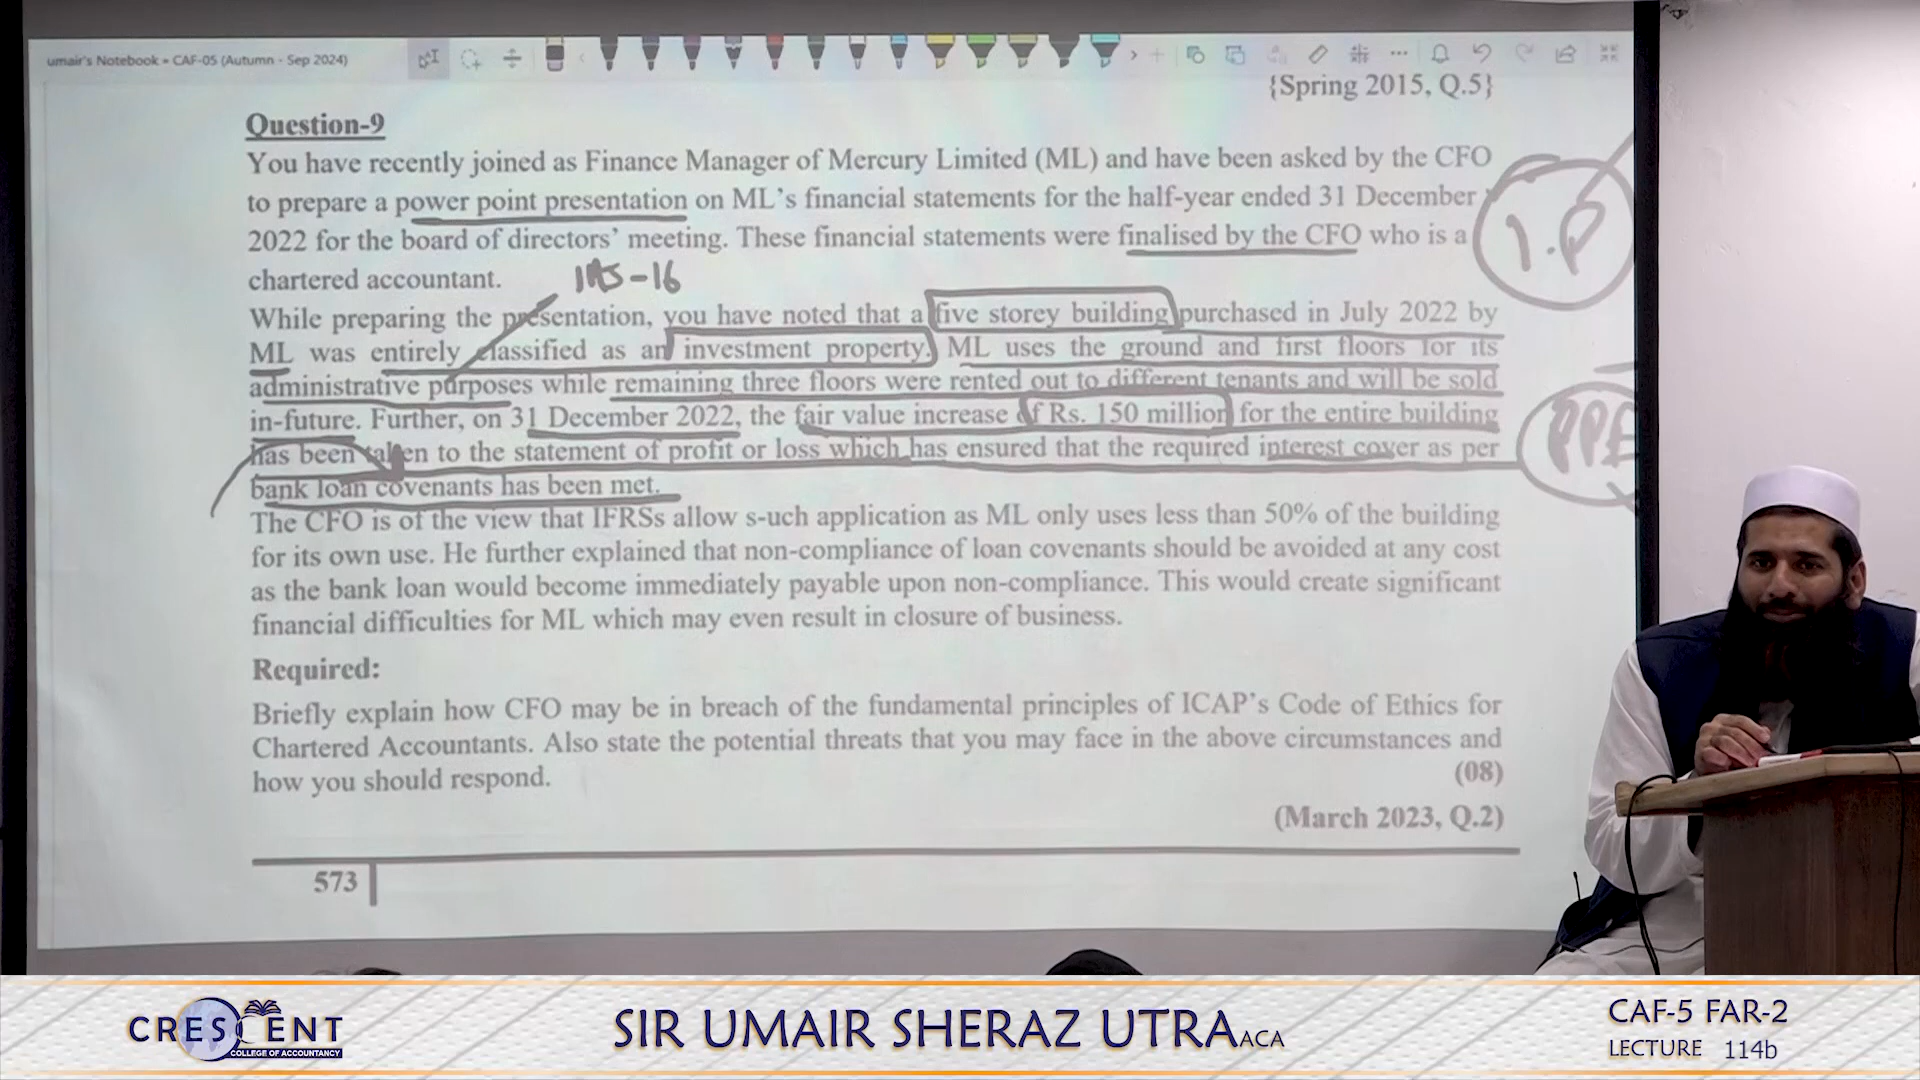 umair's Notebook » CAF-05 (Autumn - Sep 2024)
{Spring 2015, Q.5}
Question-9
You have recently joined as Finance Manager of Mercury Limited (ML) and have been asked by the CFO
to prepare a power point presentation on ML's financial statements for the half-year ended 31 December
2022 for the board of directors' meeting. These financial statements were finalised by the CFO who is a
chartered accountant.
IAS-16
I.P
While preparing the presentation, you have noted that a five storey building purchased in July 2022 by
ML was entirely classified as an investment property. ML uses the ground and first floors for its
administrative purposes while remaining three floors were rented out to different tenants and will be sold
in-future. Further, on 31 December 2022, the fair value increase of Rs. 150 million for the entire building
has been taken to the statement of profit or loss which has ensured that the required interest cover as per
bank loan covenants has been met.
PPE
The CFO is of the view that IFRSs allow s-uch application as ML only uses less than 50% of the building
for its own use. He further explained that non-compliance of loan covenants should be avoided at any cost
as the bank loan would become immediately payable upon non-compliance. This would create significant
financial difficulties for ML which may even result in closure of business.
Required:
Briefly explain how CFO may be in breach of the fundamental principles of ICAP's Code of Ethics for
Chartered Accountants. Also state the potential threats that you may face in the above circumstances and
how you should respond.
(08)
(March 2023, Q.2)
573
CRESCENT
COLLEGE OF ACCOUNTANCY
SIR UMAIR SHERAZ UTRA ACA
CAF-5 FAR-2
LECTURE 114b